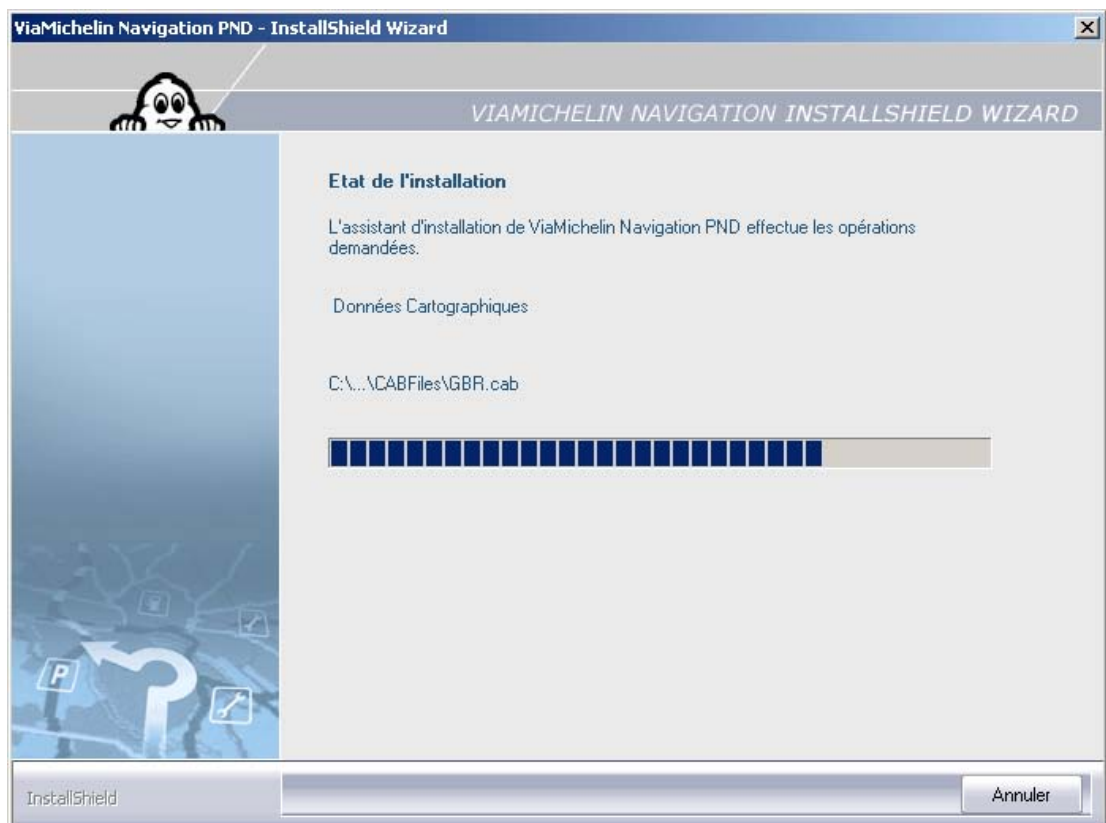 ViaMichelin Navigation PND - InstallShield Wizard
VIAMICHELIN NAVIGATION INSTALLSHIELD WIZARD
Etat de l'installation
L'assistant d'installation de ViaMichelin Navigation PND effectue les opérations
demandées.
Données Cartographiques
C:\...\CABFiles\GBR.cab
P
InstallShield
Annuler